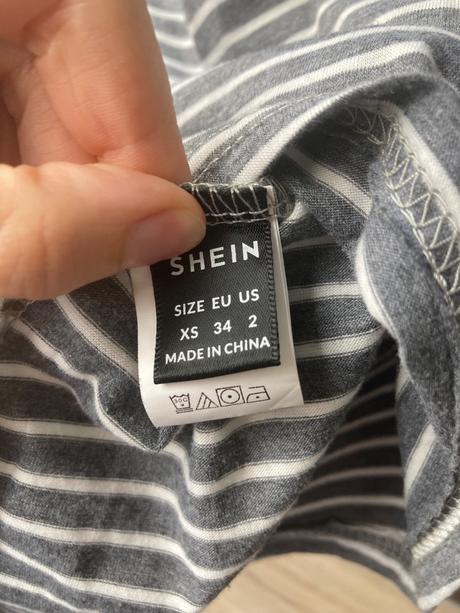 SHEIN
SIZE EU US
XS 34 2
MADE IN CHINA